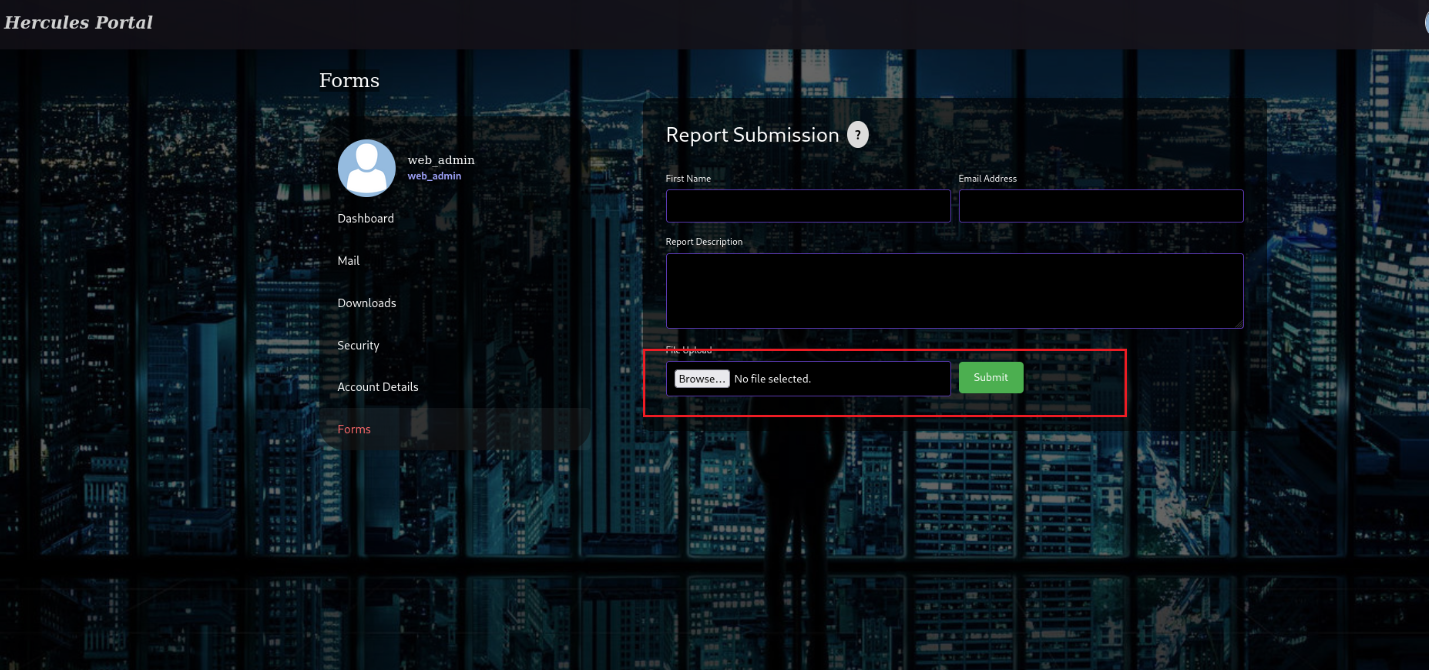 Hercules Portal
Forms
web_admin
web_admin
Dashboard
Mail
Downloads
Security
Account Details
Forms
Report Submission ?
First Name Email Address
Report Description
File Upload
Browse... No file selected. Submit